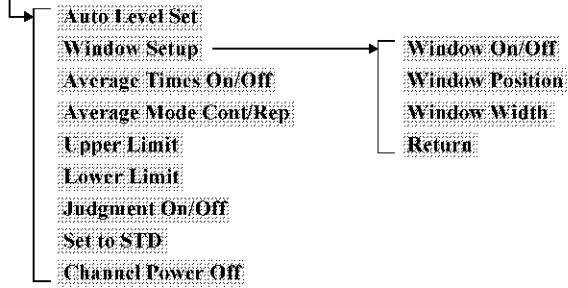 Auto Level Set
Window Setup
Average Times On/Off
Average Mode Cont/Rep
Upper Limit
Lower Limit
Judgment On/Off
Set to STD
Channel Power Off
Window On/Off
Window Position
Window Width
Return